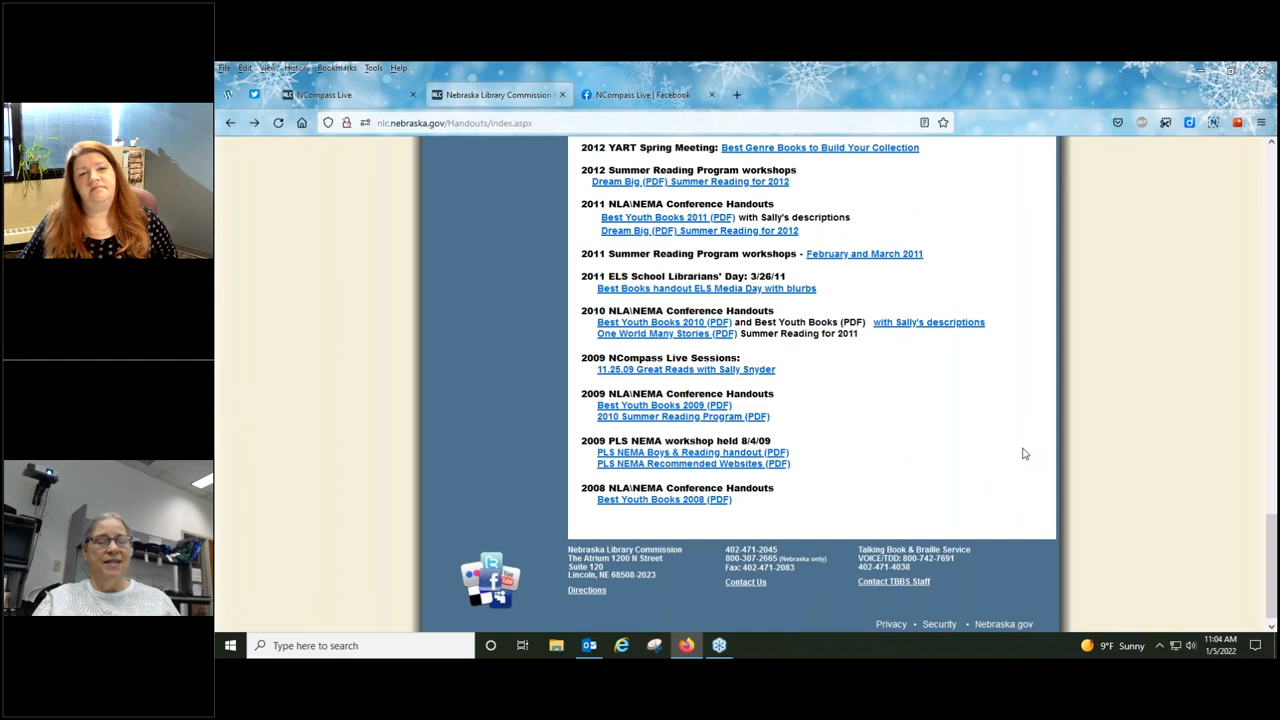 File Edit View History Bookmarks Tools Help
NCompass Live
Nebraska Library Commission
NCompass Live | Facebook
nlc.nebraska.gov/Handouts/index.aspx
2012 YART Spring Meeting: Best Genre Books to Build Your Collection
2012 Summer Reading Program workshops
Dream Big (PDF) Summer Reading for 2012
2011 NLA\NEMA Conference Handouts
Best Youth Books 2011 (PDF) with Sally's descriptions
Dream Big (PDF) Summer Reading for 2012
2011 Summer Reading Program workshops - February and March 2011
2011 ELS School Librarians' Day: 3/26/11
Best Books handout ELS Media Day with blurbs
2010 NLA\NEMA Conference Handouts
Best Youth Books 2010 (PDF) and Best Youth Books (PDF) with Sally's descriptions
One World Many Stories (PDF) Summer Reading for 2011
2009 NCompass Live Sessions:
11.25.09 Great Reads with Sally Snyder
2009 NLA\NEMA Conference Handouts
Best Youth Books 2009 (PDF)
2010 Summer Reading Program (PDF)
2009 PLS NEMA workshop held 8/4/09
PLS NEMA Boys & Reading handout (PDF)
PLS NEMA Recommended Websites (PDF)
2008 NLA\NEMA Conference Handouts
Best Youth Books 2008 (PDF)
Nebraska Library Commission
The Atrium 1200 N Street
Suite 120
Lincoln, NE 68508-2023
Directions
402-471-2045
800-307-2665 (Nebraska only)
Fax: 402-471-2083
Contact Us
Talking Book & Braille Service
VOICE/TDD: 800-742-7691
402-471-4038
Contact TBBS Staff
You
Tube
Privacy • Security • Nebraska.gov
Type here to search
9°F Sunny
11:04 AM
1/5/2022